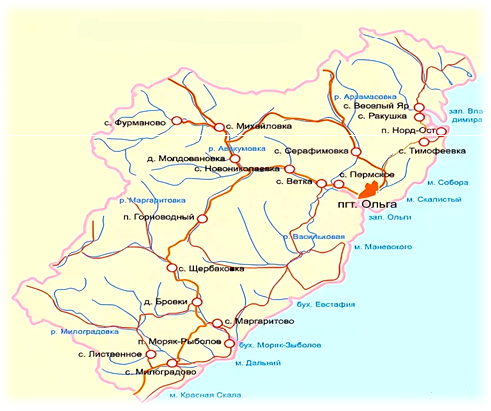 р. Арзамасовка
с. Веселый Яр
зал. Вла
димира
с. Ракушка
с. Фурманово
с. Михайловка
п. Норд-Ост
р. Аввкумовка
с. Серафимовка
с. Тимофеевка
д. Молдовановка
с. Новониколаевка
с. Пермское
с. Ветка
м. Собора
р. Маргаритовка
м. Скалистый
пгт. Ольга
зал. Ольги
п. Горноводный
р. Васильковая
м. Маневского
с. Щербаковка
д. Бровки
бух. Евстафия
с. Маргаритово
р. Милоградовка
п. Моряк-Рыболов
бух. Моряк-Зыболов
с. Лиственное
м. Дальний
с. Милоградово
м. Красная Скала